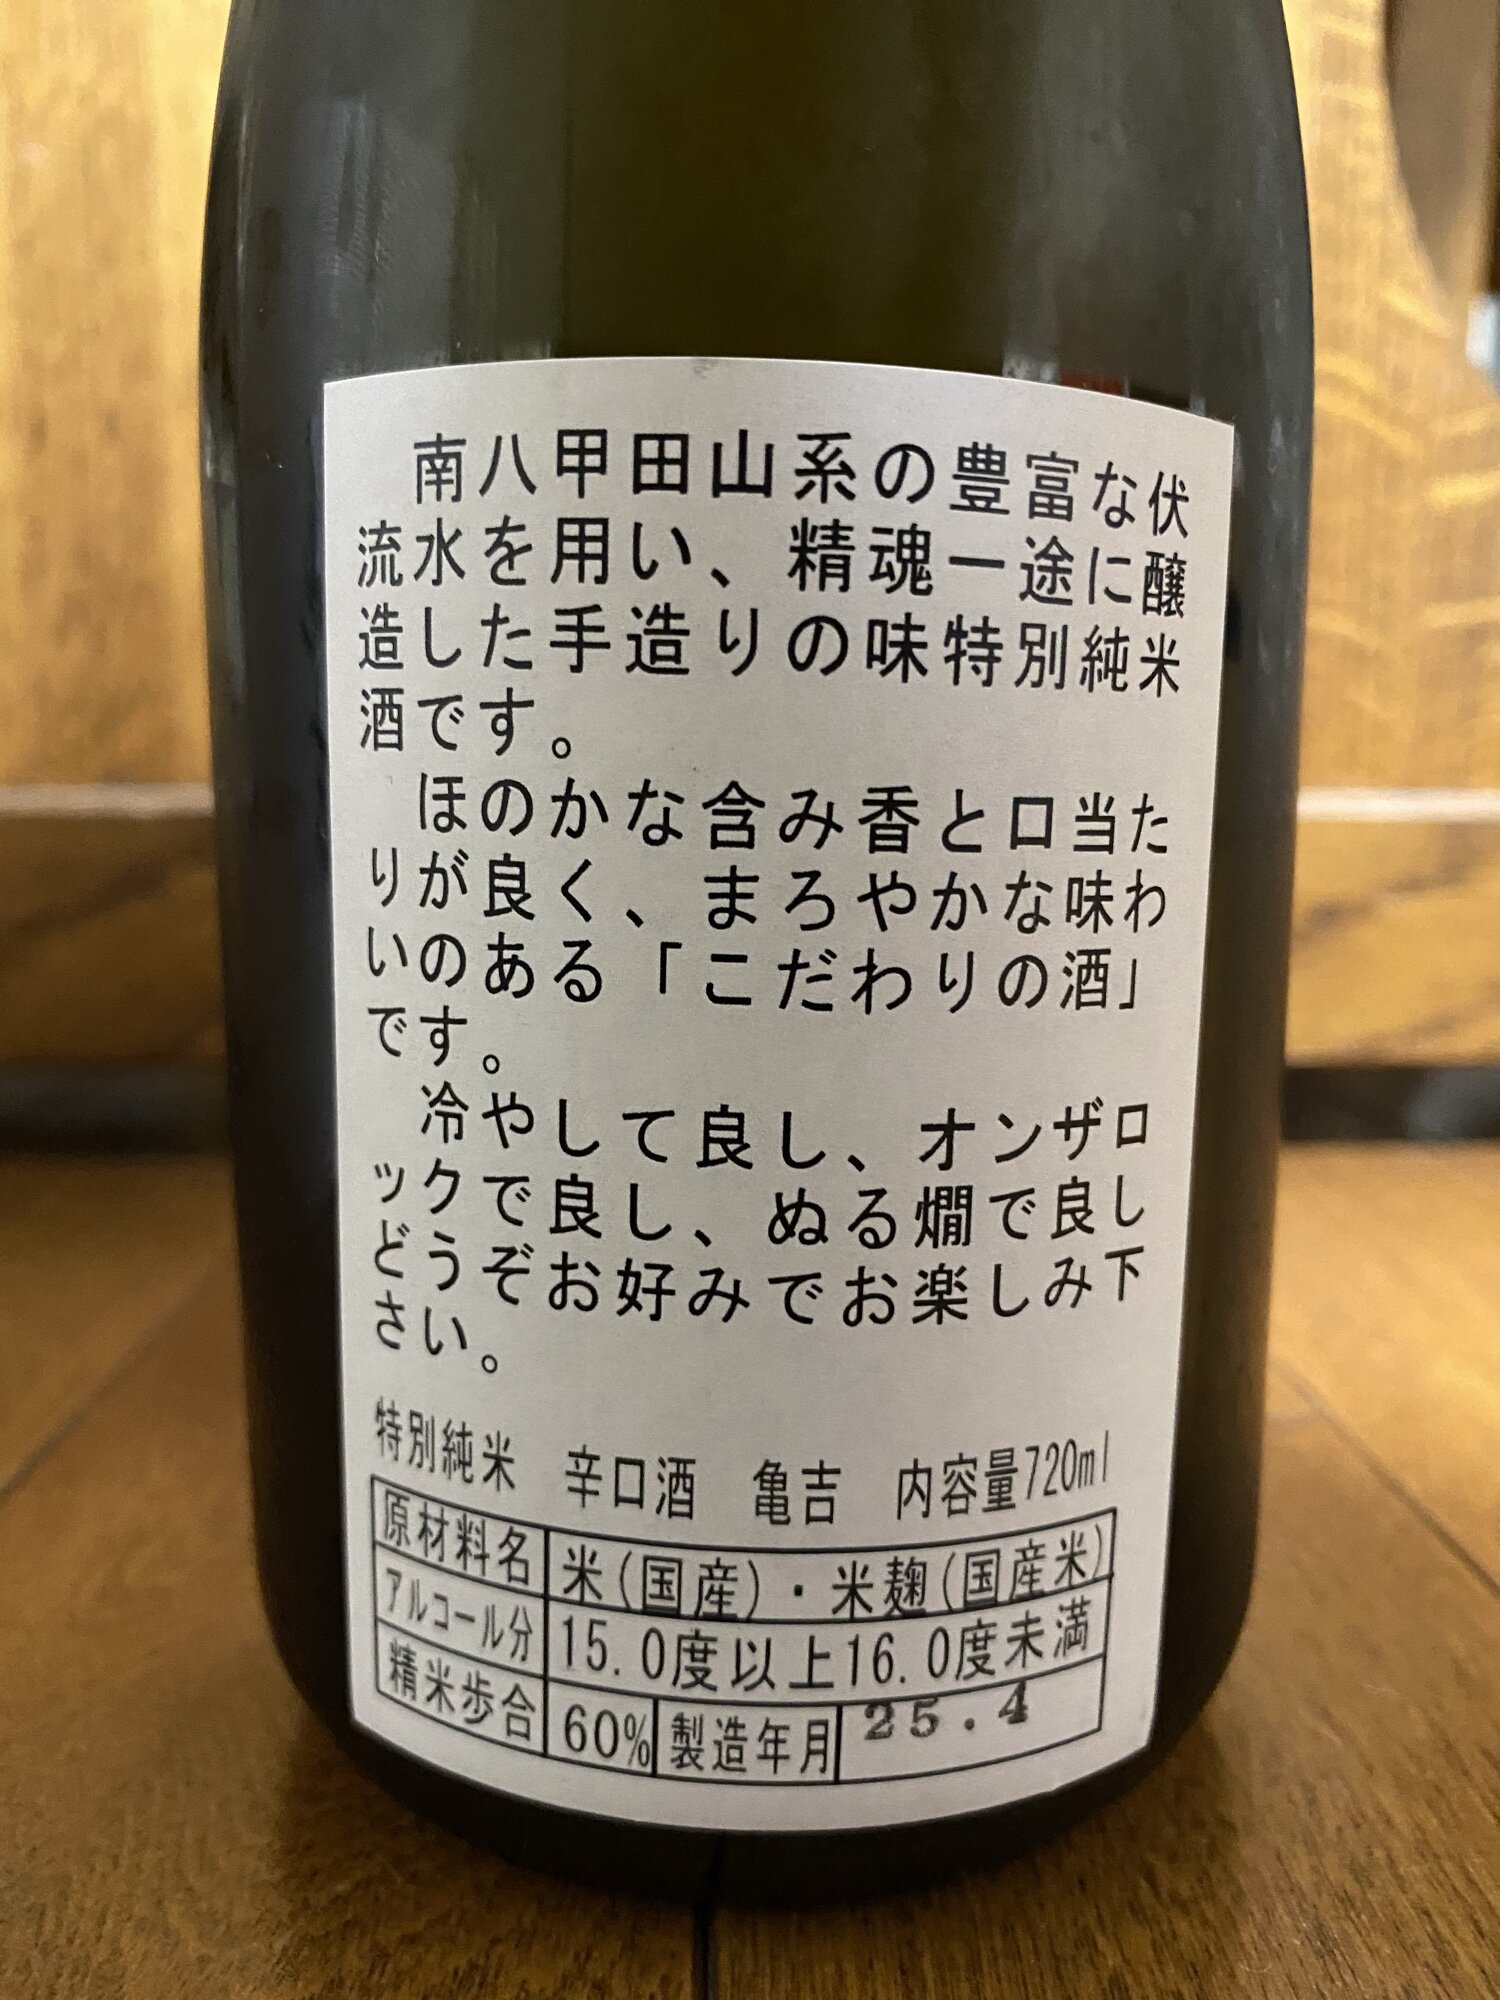 南八甲田山系の豊富な伏
流水を用い、精魂一途に醸
造した手造りの味特別純米
酒です。
ほのかな含み香と口当た
りが良く、まろやかな味わ
いのある「こだわりの酒」
です。
冷やして良し、オンザロ
ックで良し、ぬる燗で良し
どうぞお好みでお楽しみ下
さい。
特別純米 辛口酒 亀吉 内容量720ml
原材料名 米(国産)・米麹(国産米)
アルコール分 15.0度以上16.0度未満
精米歩合 60% 製造年月 25.4